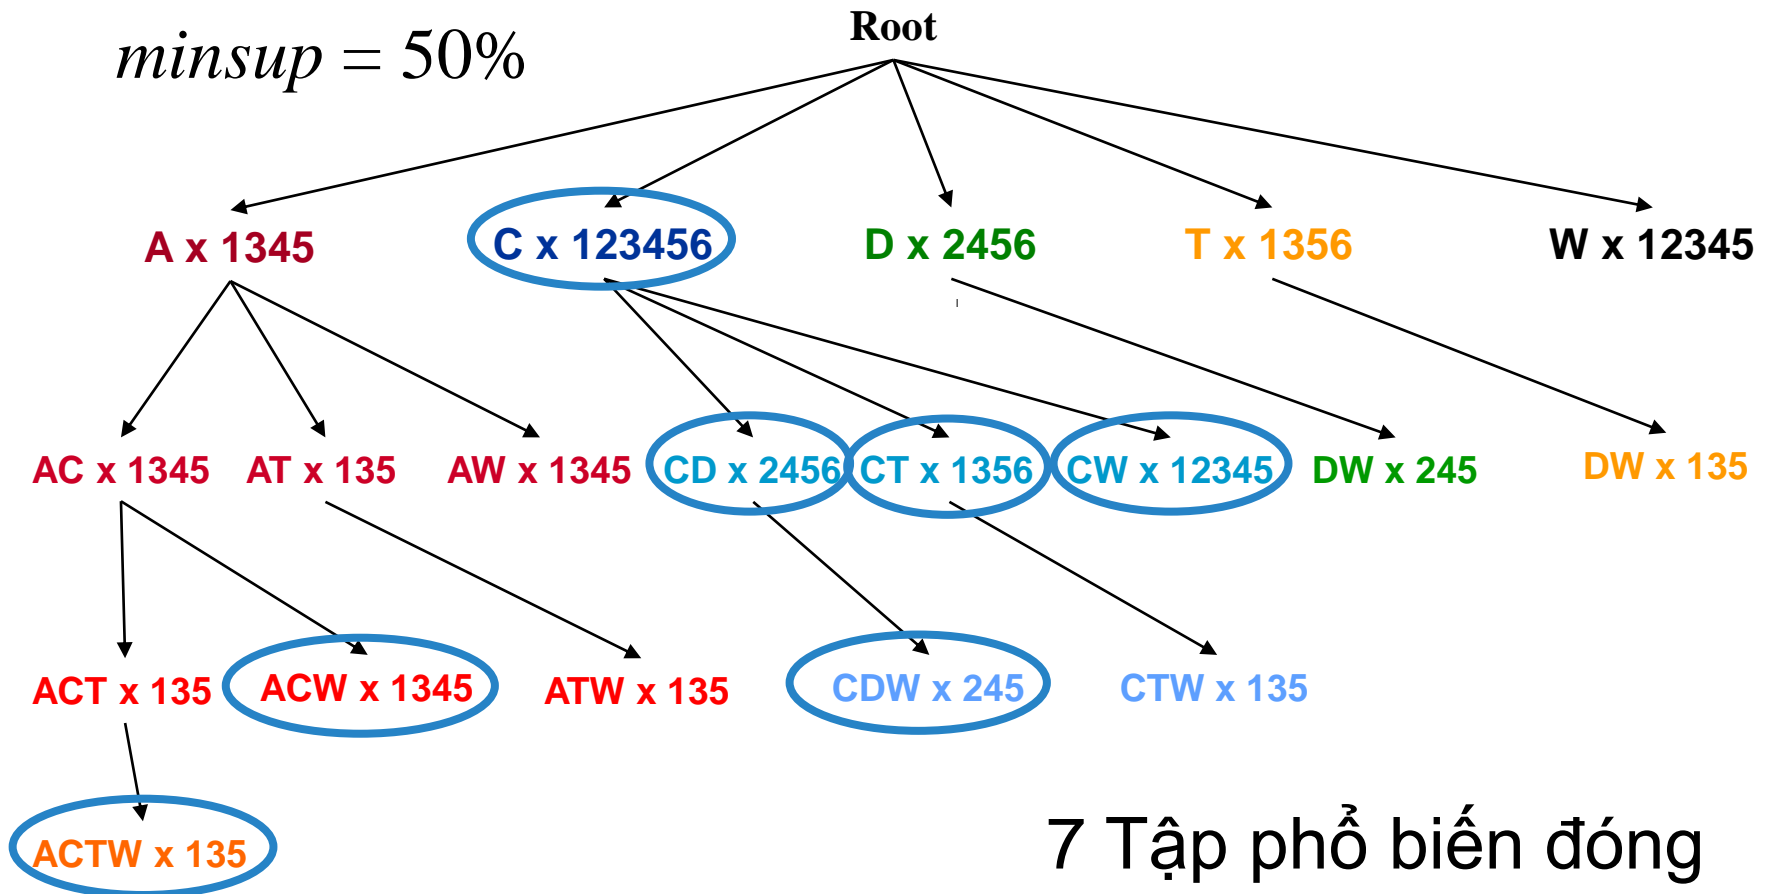 Root
minsup = 50%
A x 1345 C x 123456 D x 2456 T x 1356 W x 12345
AC x 1345 AT x 135 AW x 1345 CD x 2456 CT x 1356 CW x 12345 DW x 245 DW x 135
ACT x 135 ACW x 1345 ATW x 135 CDW x 245 CTW x 135
ACTW x 135
7 Tập phổ biến đóng